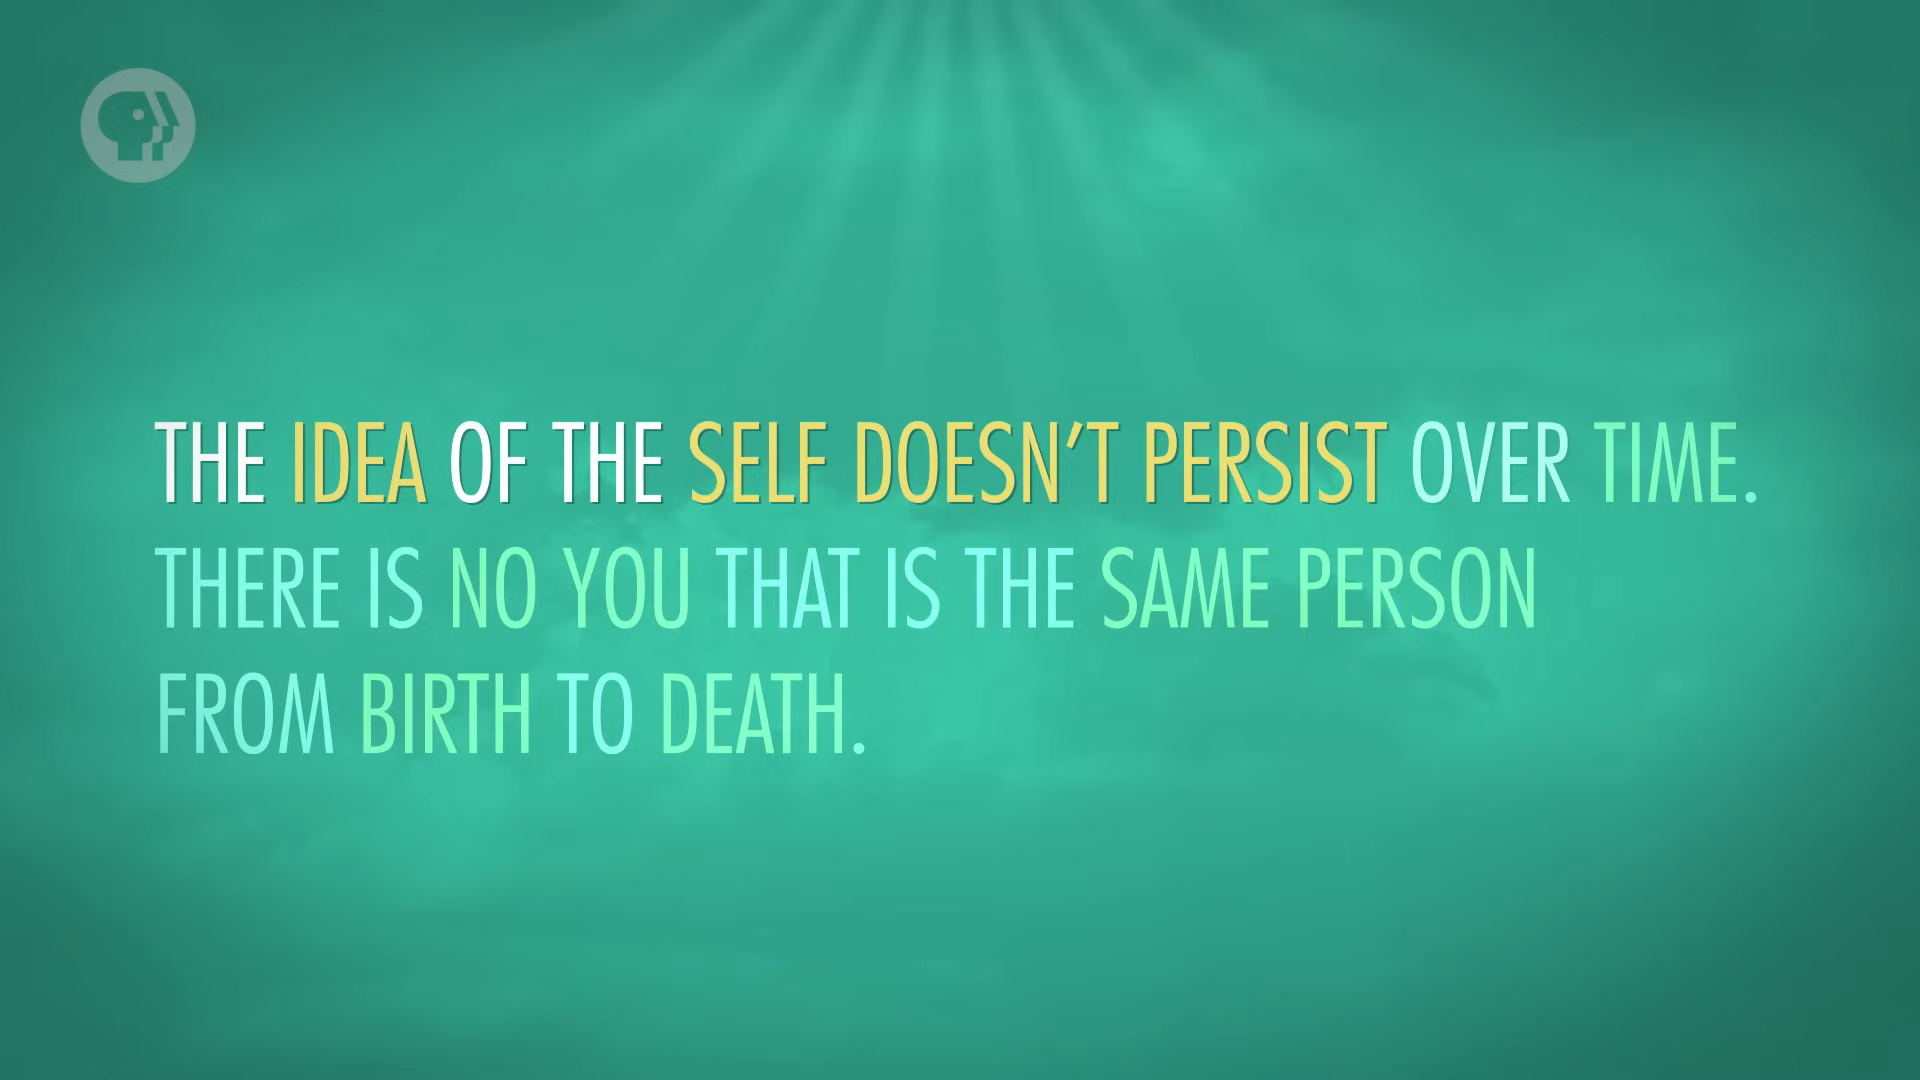 THE IDEA OF THE SELF DOESN'T PERSIST OVER TIME.
THERE IS NO YOU THAT IS THE SAME PERSON
FROM BIRTH TO DEATH.